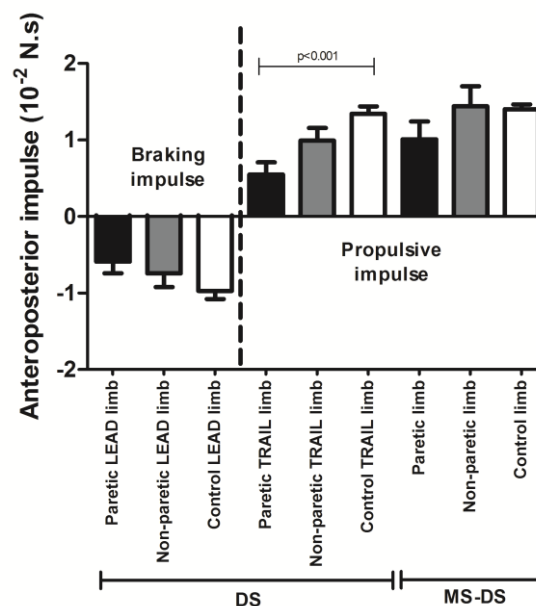 Anteroposterior impulse (10⁻² N.s)
2
1
0
-1
-2
p<0.001
Braking
impulse
Propulsive
impulse
Paretic LEAD limb
Non-paretic LEAD limb
Control LEAD limb
Paretic TRAIL limb
Non-paretic TRAIL limb
Control TRAIL limb
Paretic limb
Non-paretic limb
Control limb
DS
MS-DS